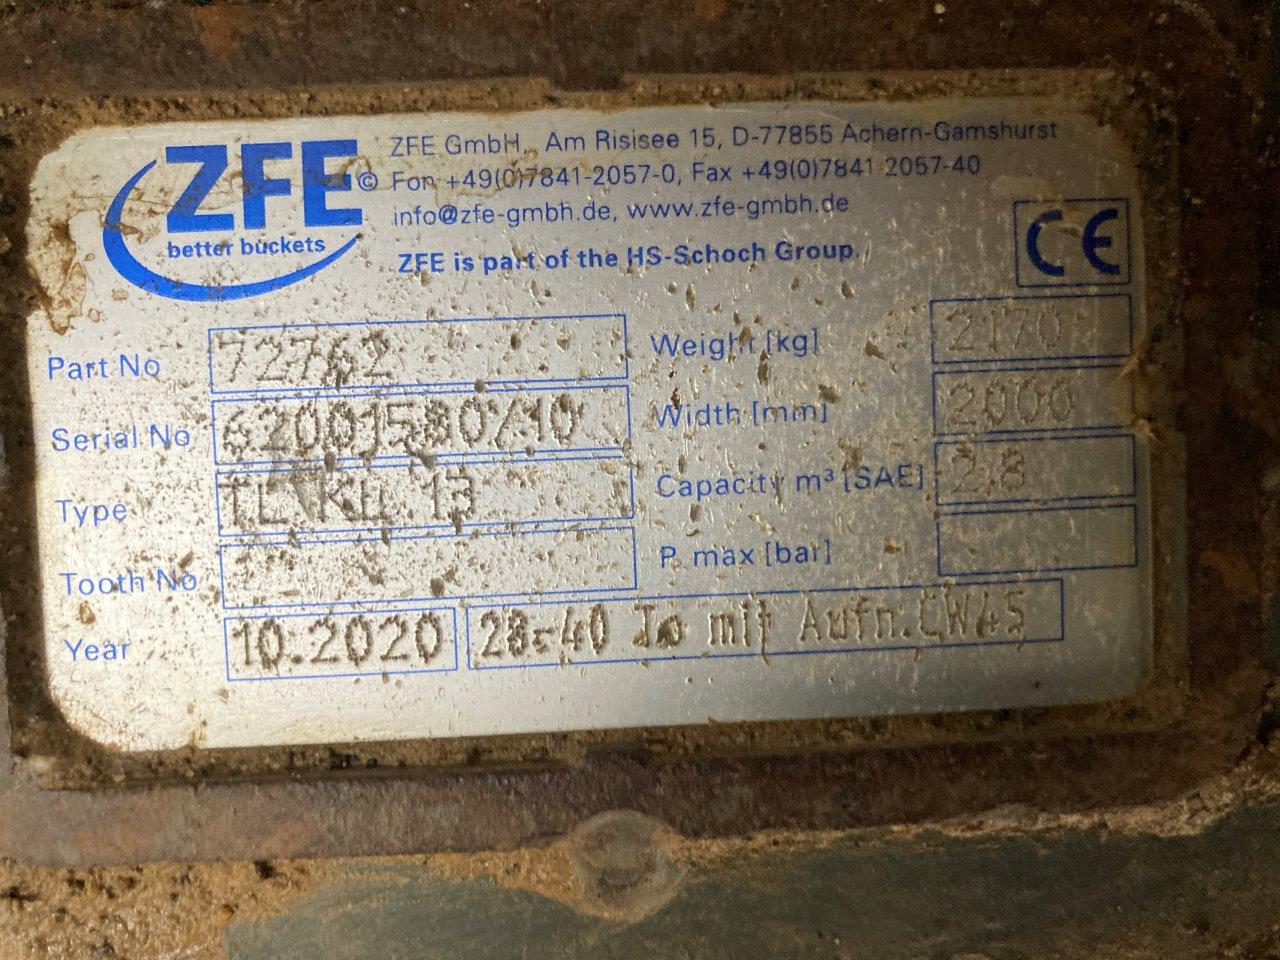 ZFE©
better buckets
ZFE GmbH, Am Risisee 15, D-77855 Achern-Gamshurst
Fon +49(0)7841-2057-0, Fax +49(0)7841 2057-40
info@zfe-gmbh.de, www.zfe-gmbh.de
ZFE is part of the HS-Schoch Group.
CE
Part No 72762 Weight [kg] 2170
Serial No 62001580/10 Width [mm] 2000
Type 13 Capacity m³ [SAE] 2,8
Tooth No P. max [bar]
Year 10.2020 28-40 To mit Aufn.CW45